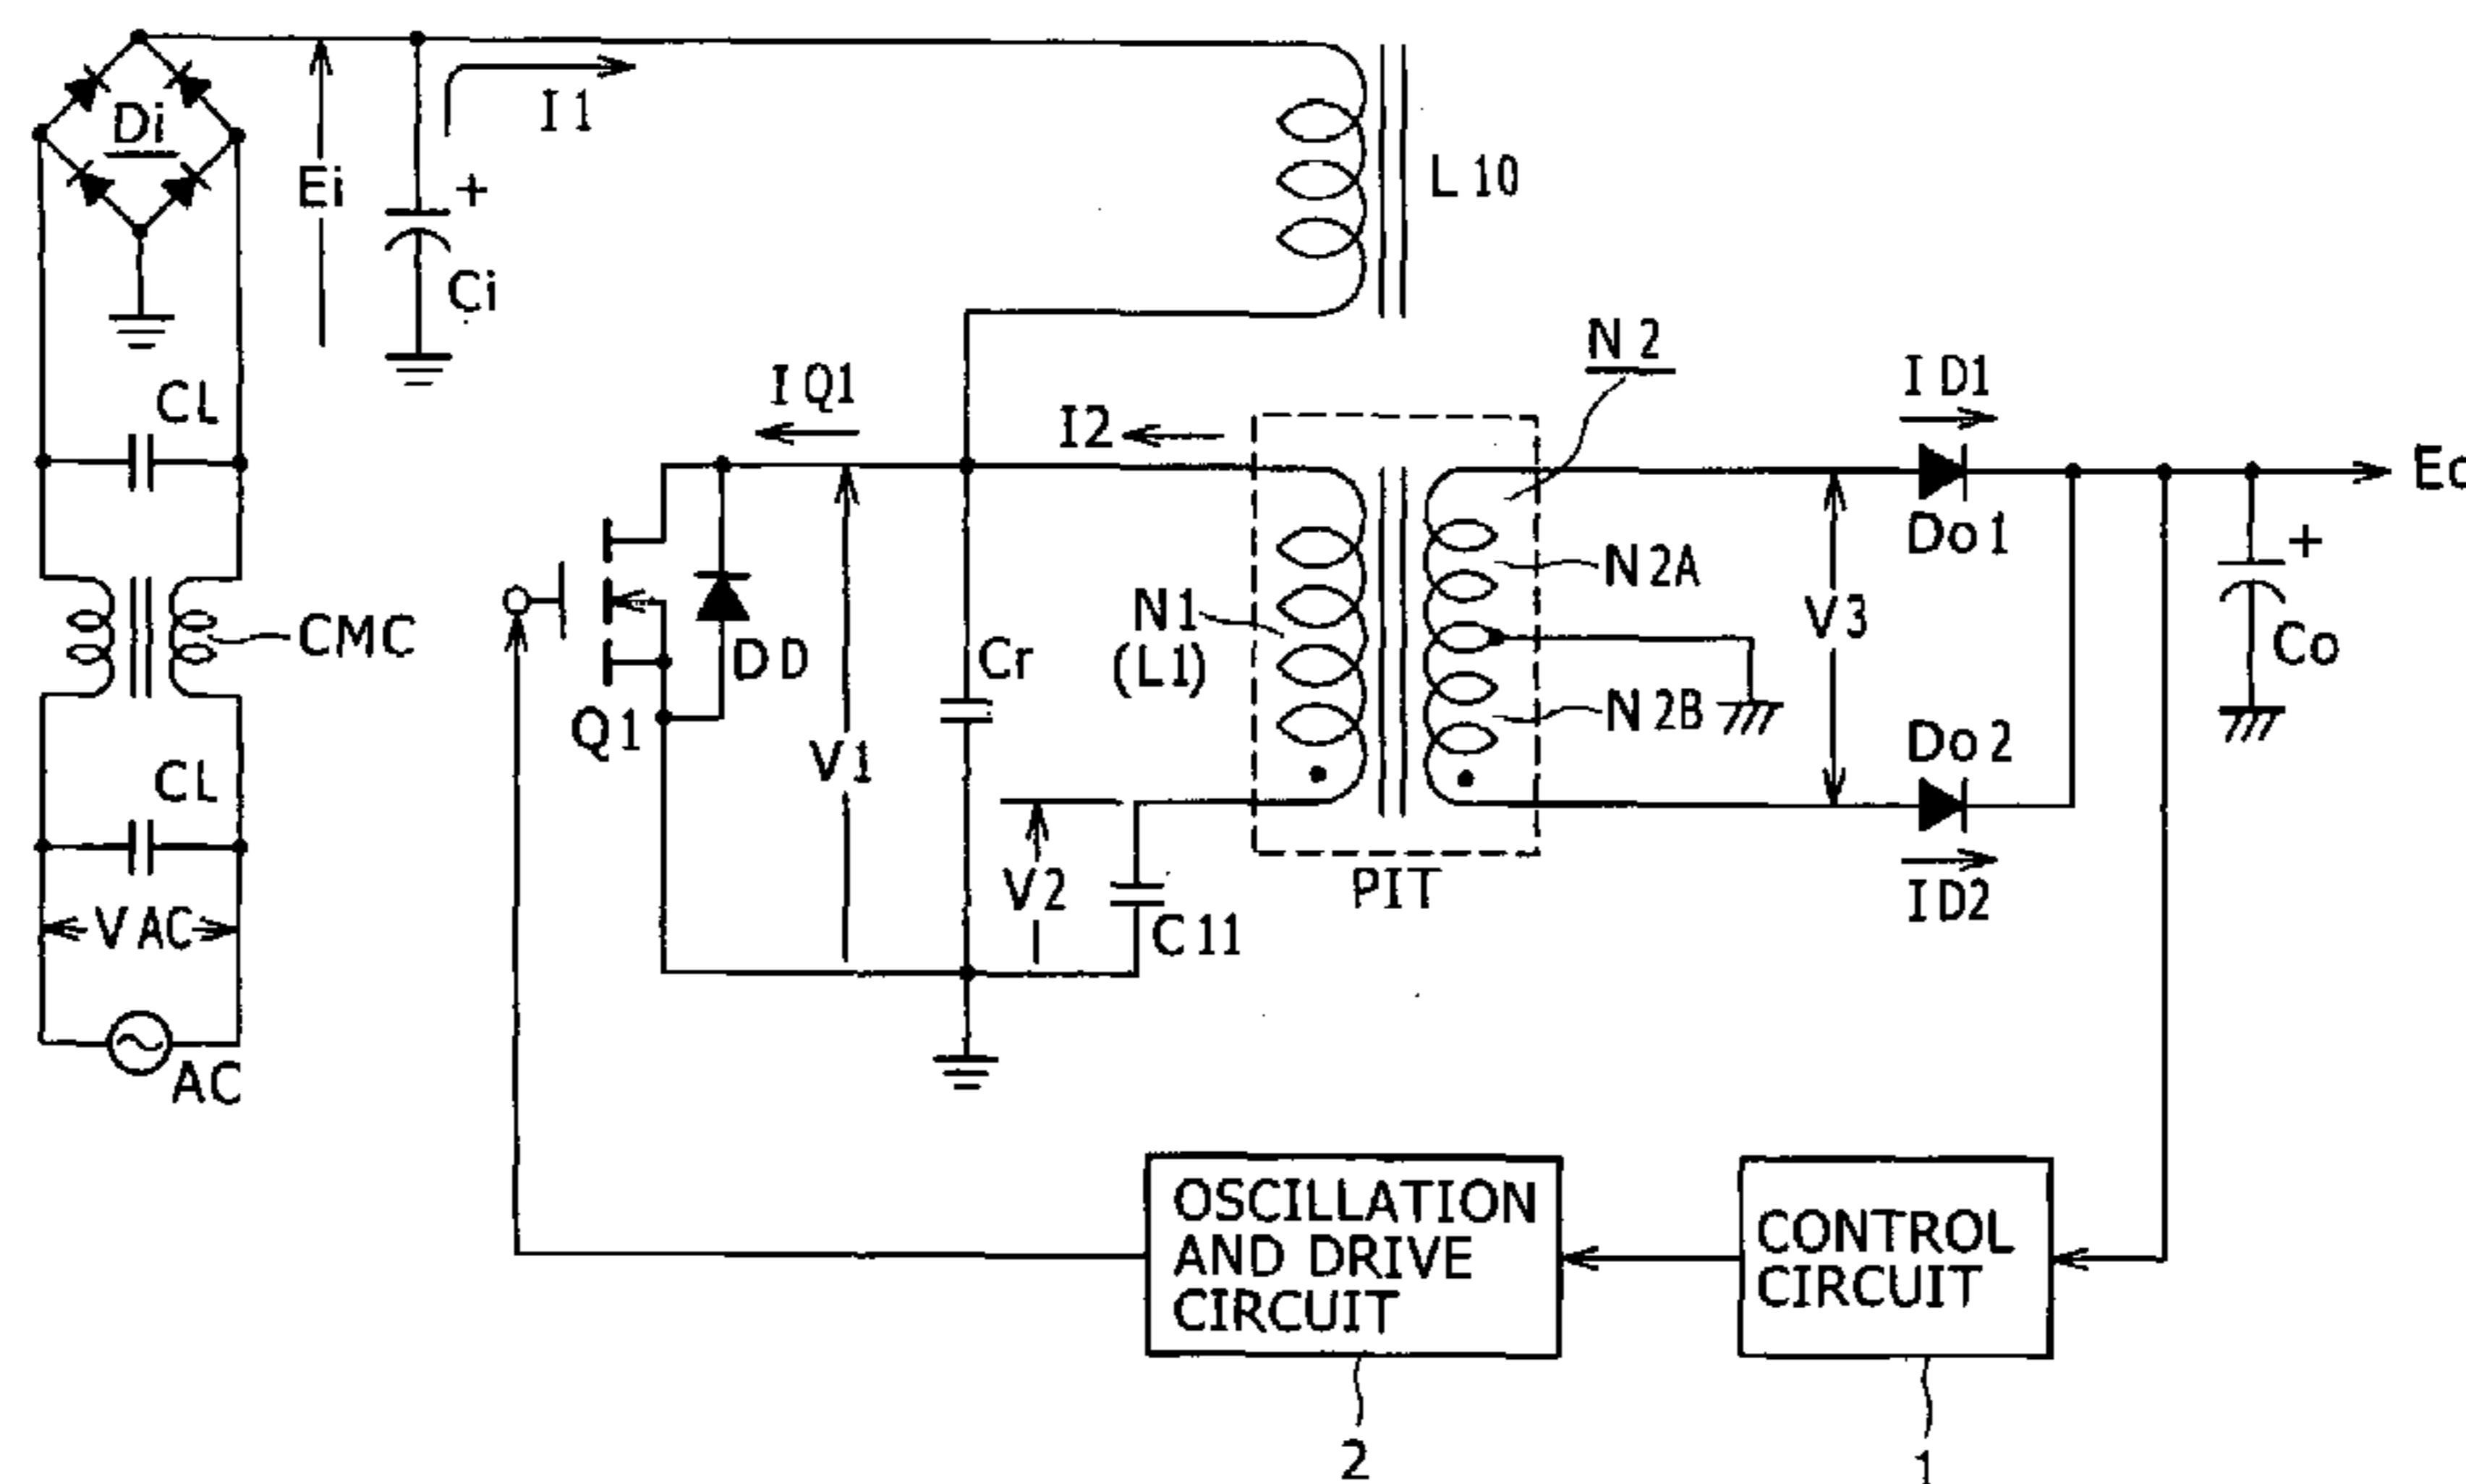 Di
Ei
I1
+
Ci
L10
CL
IQ1
I2
N2
ID1
Eo
Do1
+
N2A
CMC
DD
Cr
N1
(L1)
V3
Co
Q1
V1
N2B
Do2
CL
V2
PIT
ID2
VAC
C11
AC
OSCILLATION
AND DRIVE
CIRCUIT
CONTROL
CIRCUIT
2
1